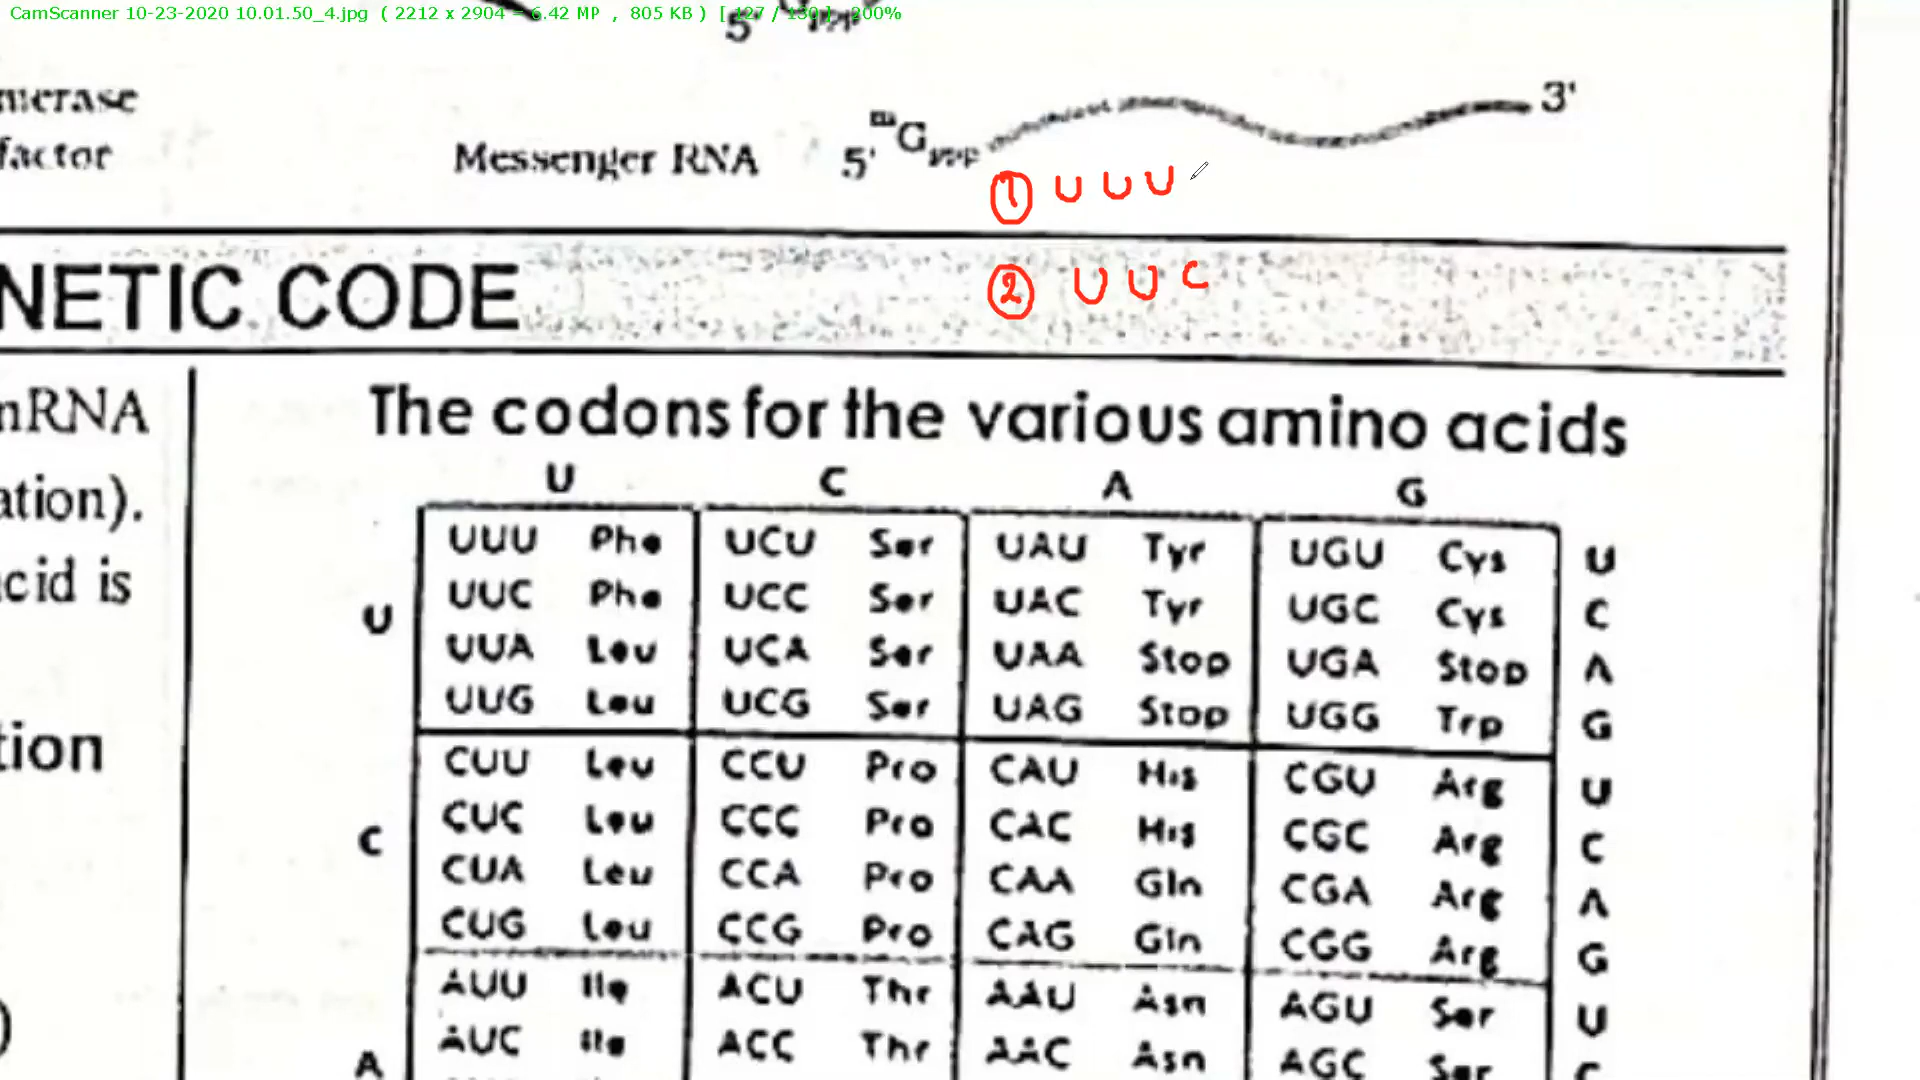 CamScanner 10-23-2020 10.01.50_4.jpg ( 2212 x 2904 = 6.42 MP , 805 KB ) [ 127 / 130 ] 200%
5'
merase
factor
Messenger RNA 5' mGppp 3'
① U U U
② U U C
NETIC CODE
mRNA
ation).
acid is
tion
)
The codons for the various amino acids
U C A G
UUU Phe UCU Ser UAU Tyr UGU Cys U
UUC Phe UCC Ser UAC Tyr UGC Cys C
U
UUA Leu UCA Ser UAA Stop UGA Stop A
UUG Leu UCG Ser UAG Stop UGG Trp G
CUU Leu CCU Pro CAU His CGU Arg U
CUC Leu CCC Pro CAC His CGC Arg C
C
CUA Leu CCA Pro CAA Gln CGA Arg A
CUG Leu CCG Pro CAG Gln CGG Arg G
AUU Ile ACU Thr AAU Asn AGU Ser U
AUC Ile ACC Thr AAC Asn AGC Ser C
A